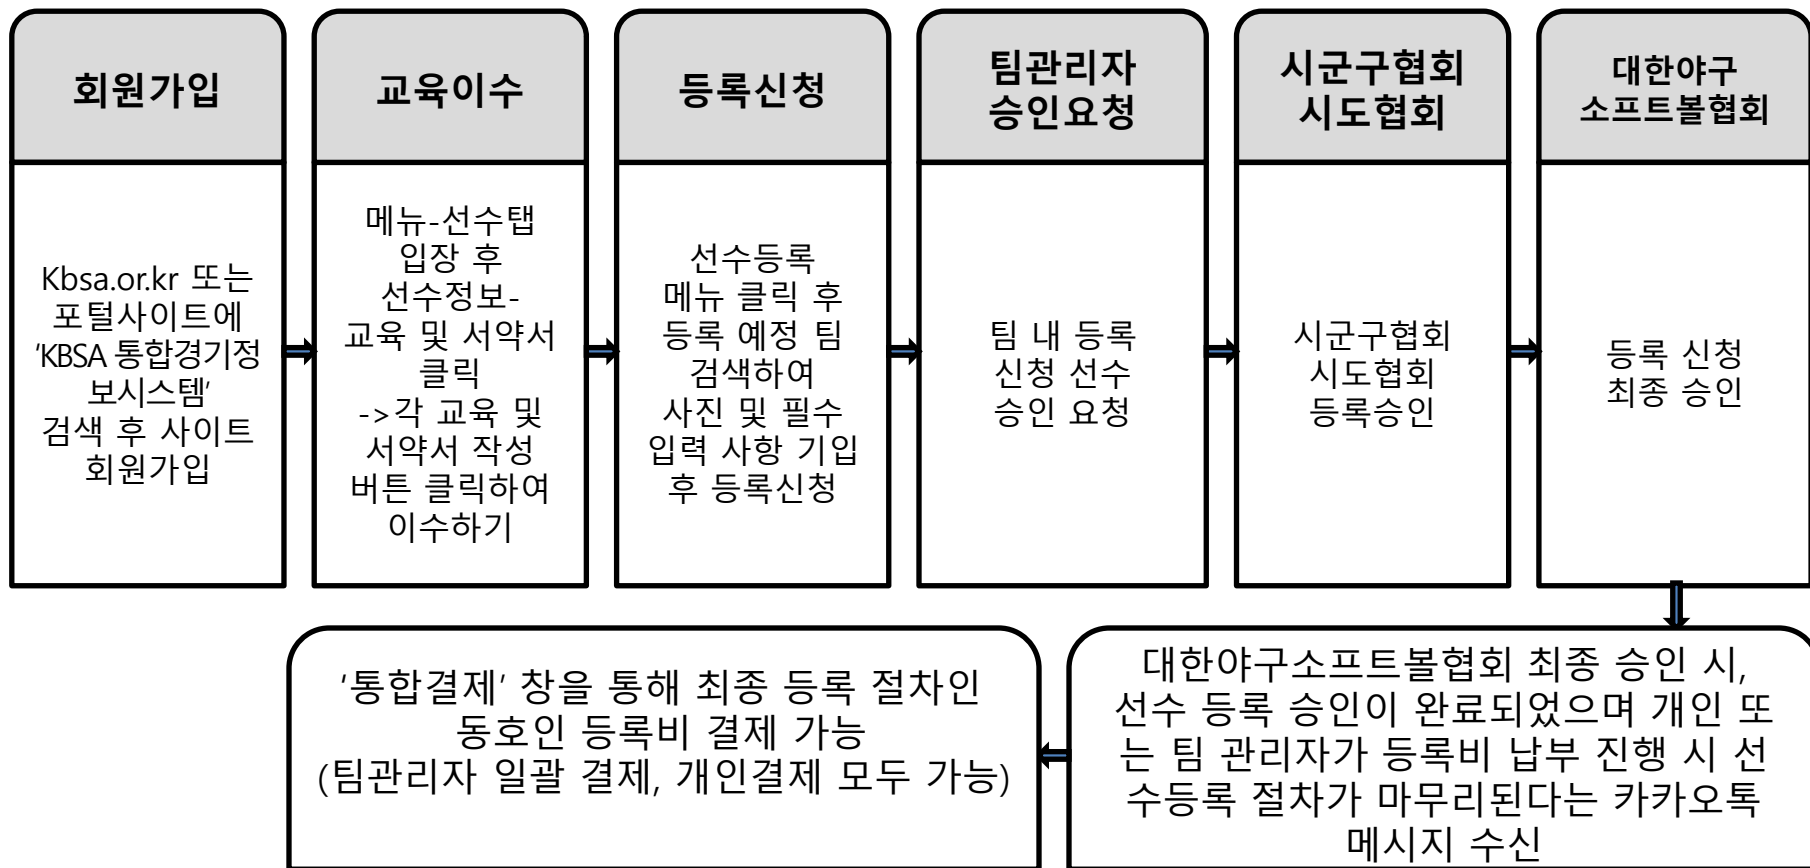 회원가입
Kbsa.or.kr 또는
포털사이트에
'KBSA 통합경기정
보시스템'
검색 후 사이트
회원가입
교육이수
메뉴-선수탭
입장 후
선수정보-
교육 및 서약서
클릭
->각 교육 및
서약서 작성
버튼 클릭하여
이수하기
등록신청
선수등록
메뉴 클릭 후
등록 예정 팀
검색하여
사진 및 필수
입력 사항 기입
후 등록신청
팀관리자
승인요청
팀 내 등록
신청 선수
승인 요청
시군구협회
시도협회
시군구협회
시도협회
등록승인
대한야구
소프트볼협회
등록 신청
최종 승인
대한야구소프트볼협회 최종 승인 시,
선수 등록 승인이 완료되었으며 개인 또
는 팀 관리자가 등록비 납부 진행 시 선
수등록 절차가 마무리된다는 카카오톡
메시지 수신
'통합결제' 창을 통해 최종 등록 절차인
동호인 등록비 결제 가능
(팀관리자 일괄 결제, 개인결제 모두 가능)